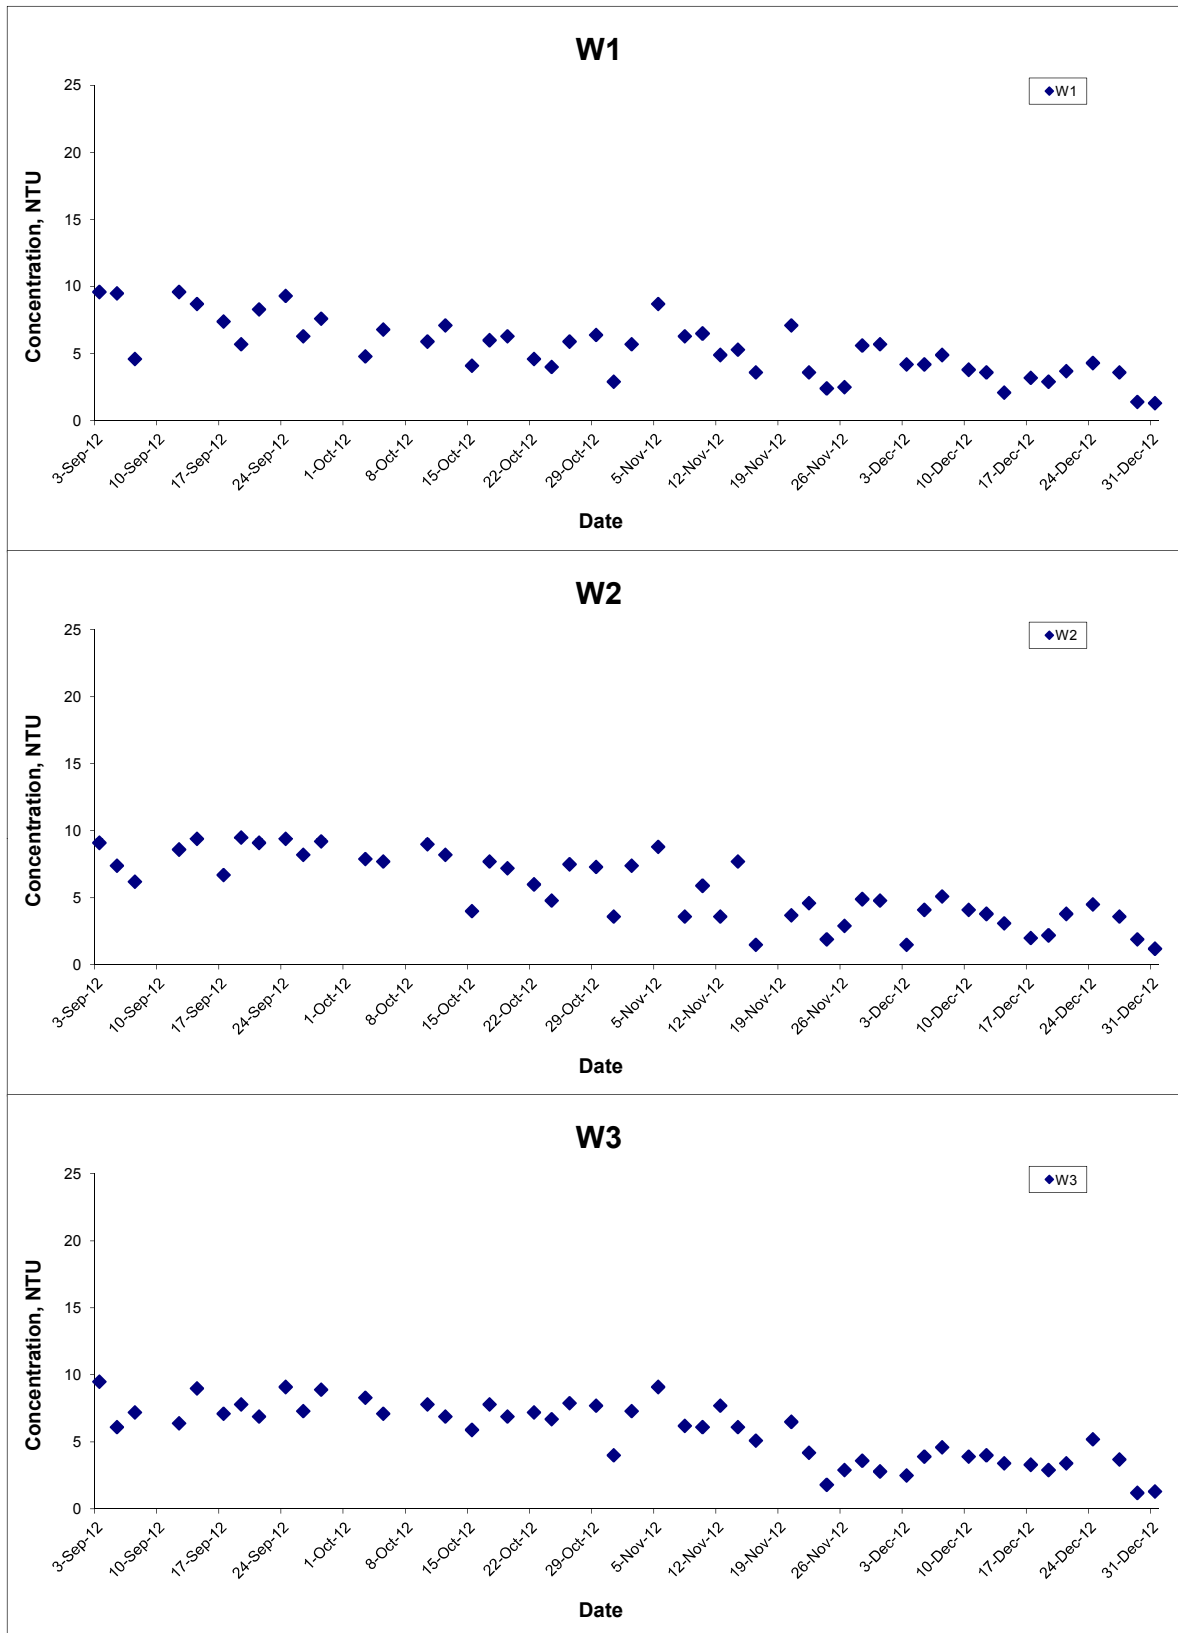 W1
W1
25
20
15
10
5
0
Concentration, NTU
3-Sep-12
10-Sep-12
17-Sep-12
24-Sep-12
1-Oct-12
8-Oct-12
15-Oct-12
22-Oct-12
29-Oct-12
5-Nov-12
12-Nov-12
19-Nov-12
26-Nov-12
3-Dec-12
10-Dec-12
17-Dec-12
24-Dec-12
31-Dec-12
Date
W2
W2
25
20
15
10
5
0
Concentration, NTU
3-Sep-12
10-Sep-12
17-Sep-12
24-Sep-12
1-Oct-12
8-Oct-12
15-Oct-12
22-Oct-12
29-Oct-12
5-Nov-12
12-Nov-12
19-Nov-12
26-Nov-12
3-Dec-12
10-Dec-12
17-Dec-12
24-Dec-12
31-Dec-12
Date
W3
W3
25
20
15
10
5
0
Concentration, NTU
3-Sep-12
10-Sep-12
17-Sep-12
24-Sep-12
1-Oct-12
8-Oct-12
15-Oct-12
22-Oct-12
29-Oct-12
5-Nov-12
12-Nov-12
19-Nov-12
26-Nov-12
3-Dec-12
10-Dec-12
17-Dec-12
24-Dec-12
31-Dec-12
Date